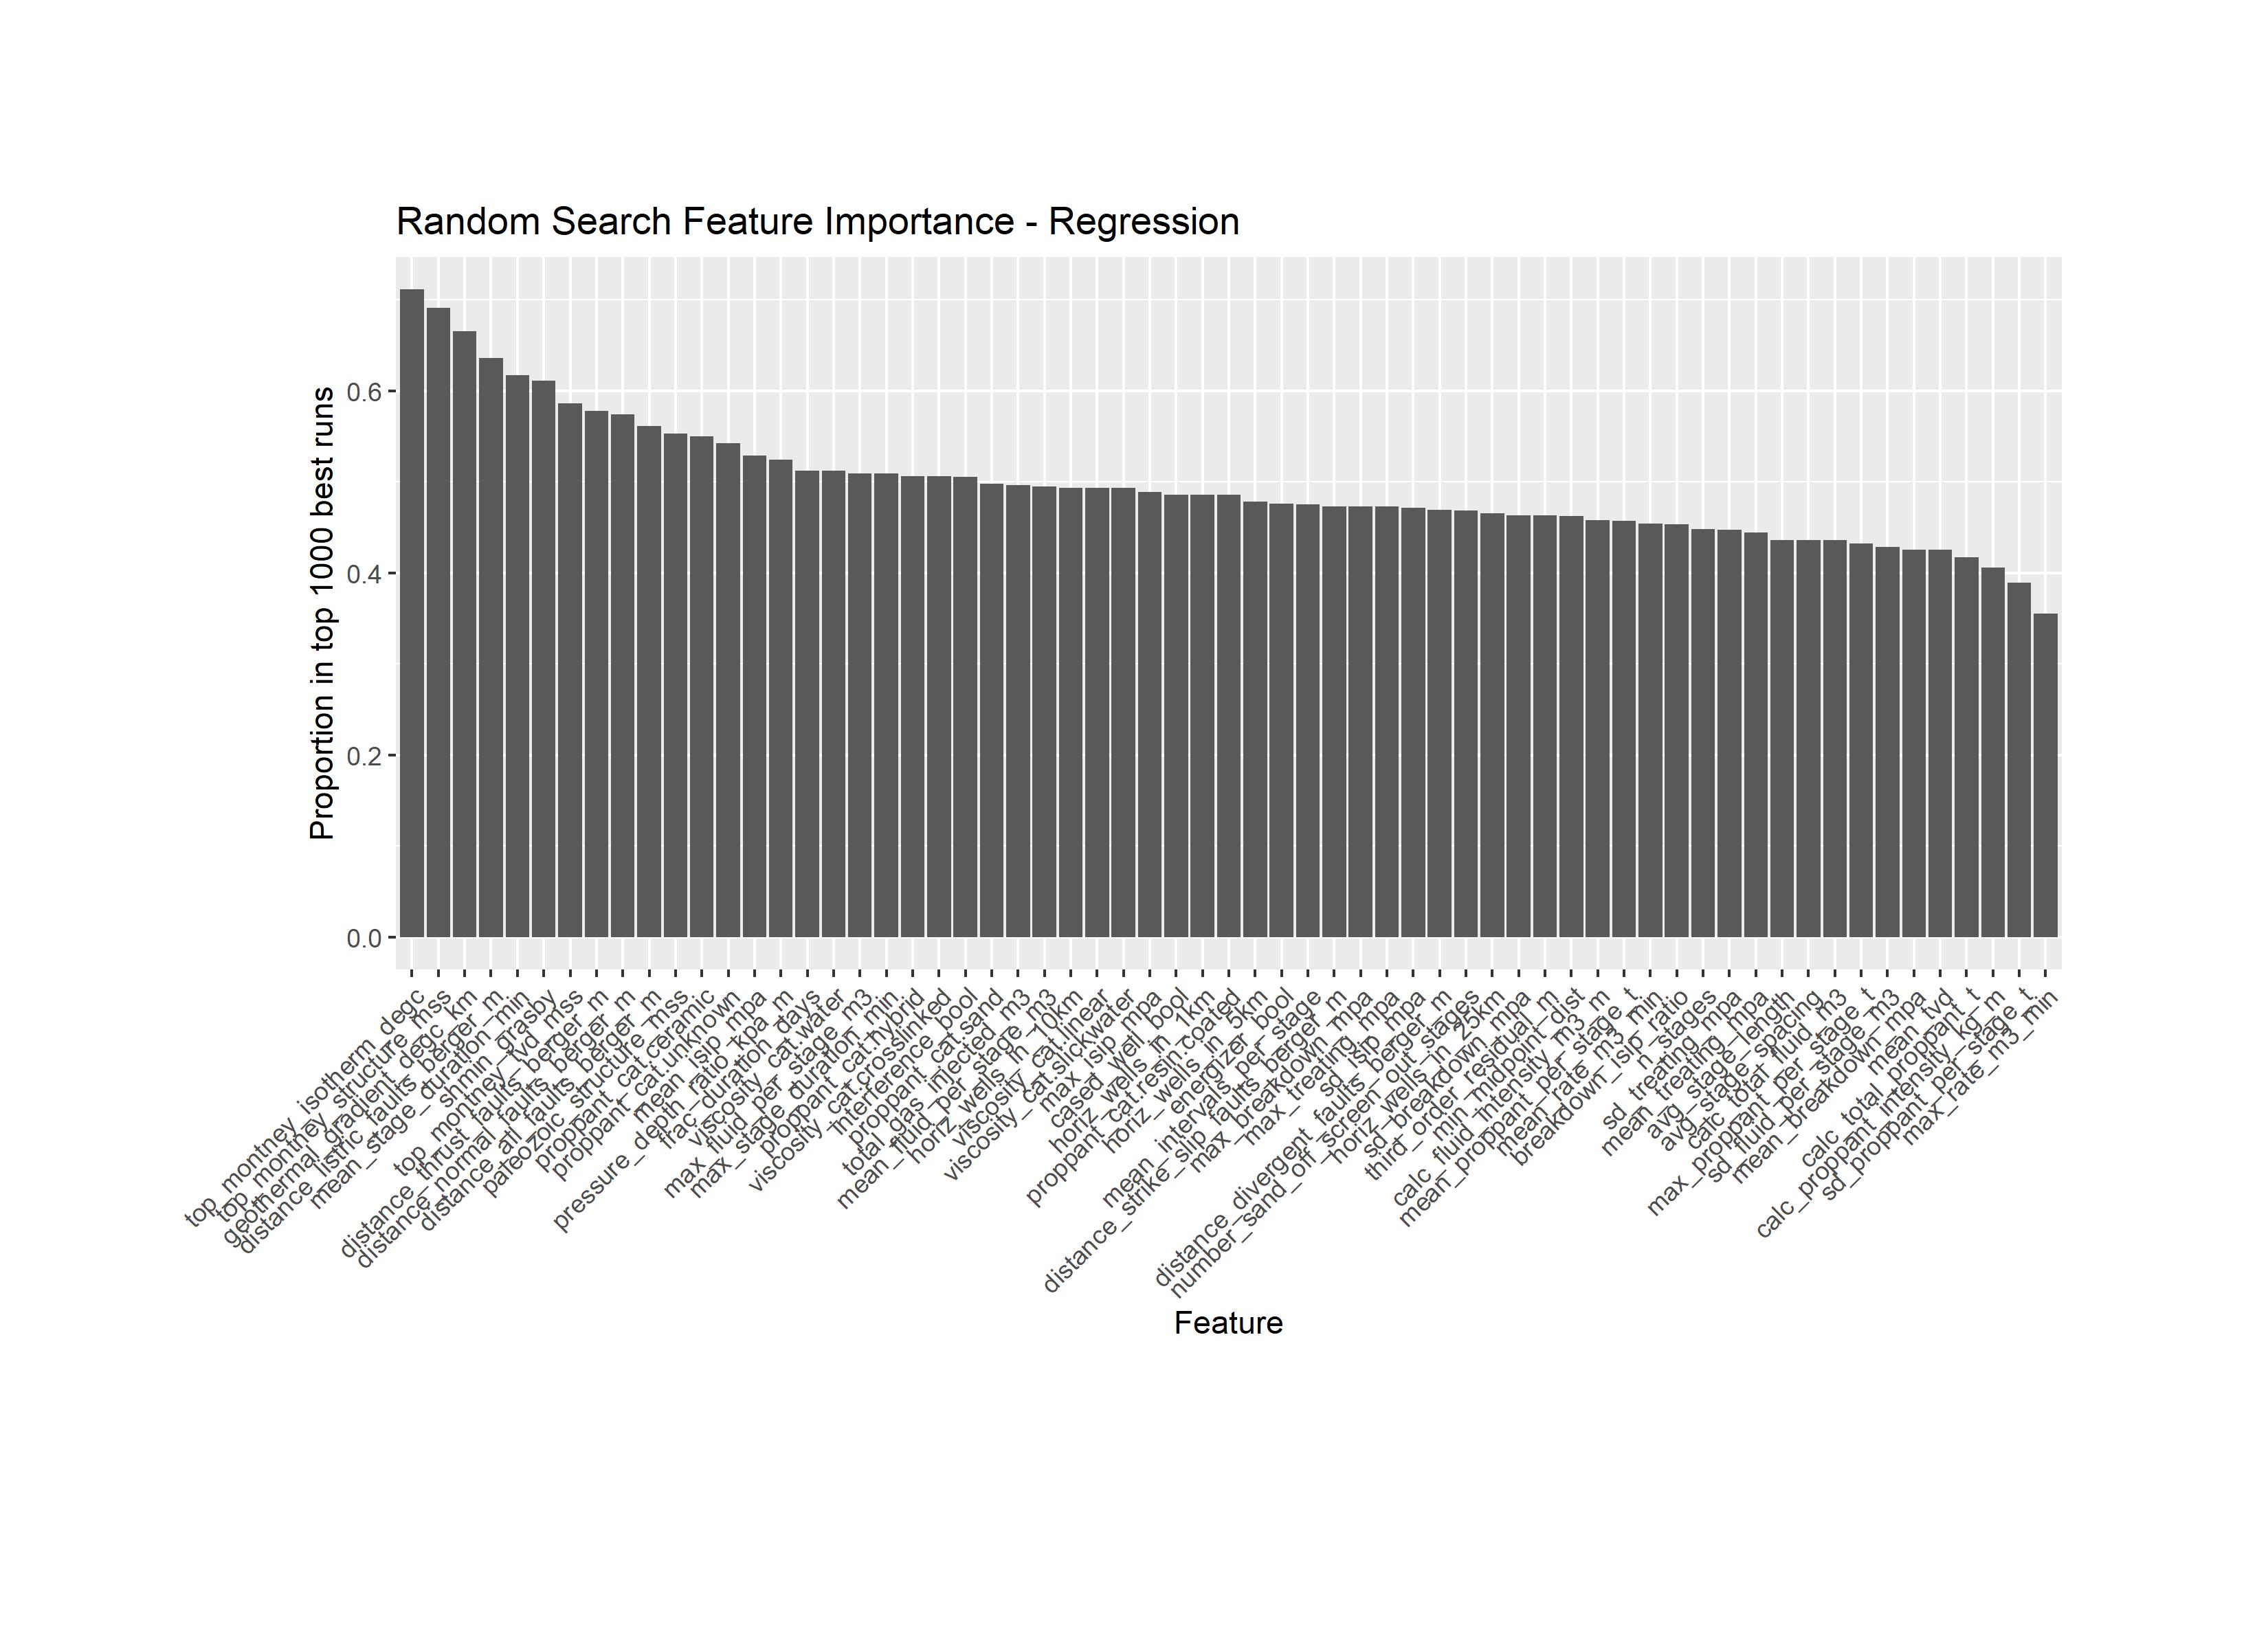 Random Search Feature Importance - Regression
Proportion in top 1000 best runs
0.6
0.4
0.2
0.0
top_montney_isotherm_degc
top_montney_structure_mss
geothermal_gradient_degc_km
distance_listric_faults_berger_m
mean_stage_duration_min
shmin_grasby
top_montney_tvd_mss
distance_thrust_faults_berger_m
distance_normal_faults_berger_m
distance_all_faults_berger_m
paleozoic_structure_mss
proppant_cat.ceramic
proppant_cat.unknown
mean_isip_mpa
pressure_depth_ratio_kpa_m
frac_duration_days
viscosity_cat.water
max_fluid_per_stage_m3
max_stage_duration_min
proppant_cat.hybrid
viscosity_cat.crosslinked
interference_bool
proppant_cat.sand
total_gas_injected_m3
mean_fluid_per_stage_m3
horiz_wells_in_10km
viscosity_cat.linear
viscosity_cat.slickwater
max_isip_mpa
cased_well_bool
horiz_wells_in_1km
proppant_cat.resin.coated
horiz_wells_in_5km
energizer_bool
mean_intervals_per_stage
distance_strike_slip_faults_berger_m
max_breakdown_mpa
max_treating_mpa
sd_isip_mpa
distance_divergent_faults_berger_m
number_sand_off_screen_out_stages
horiz_wells_in_25km
sd_breakdown_mpa
third_order_residual_m
min_midpoint_dist
calc_fluid_intensity_m3_m
mean_proppant_per_stage_t
mean_rate_m3_min
breakdown_isip_ratio
n_stages
sd_treating_mpa
mean_treating_mpa
avg_stage_length
avg_stage_spacing
calc_total_fluid_m3
max_proppant_per_stage_t
sd_fluid_per_stage_m3
mean_breakdown_mpa
mean_tvd
calc_total_proppant_t
calc_proppant_intensity_kg_m
sd_proppant_per_stage_t
max_rate_m3_min
Feature